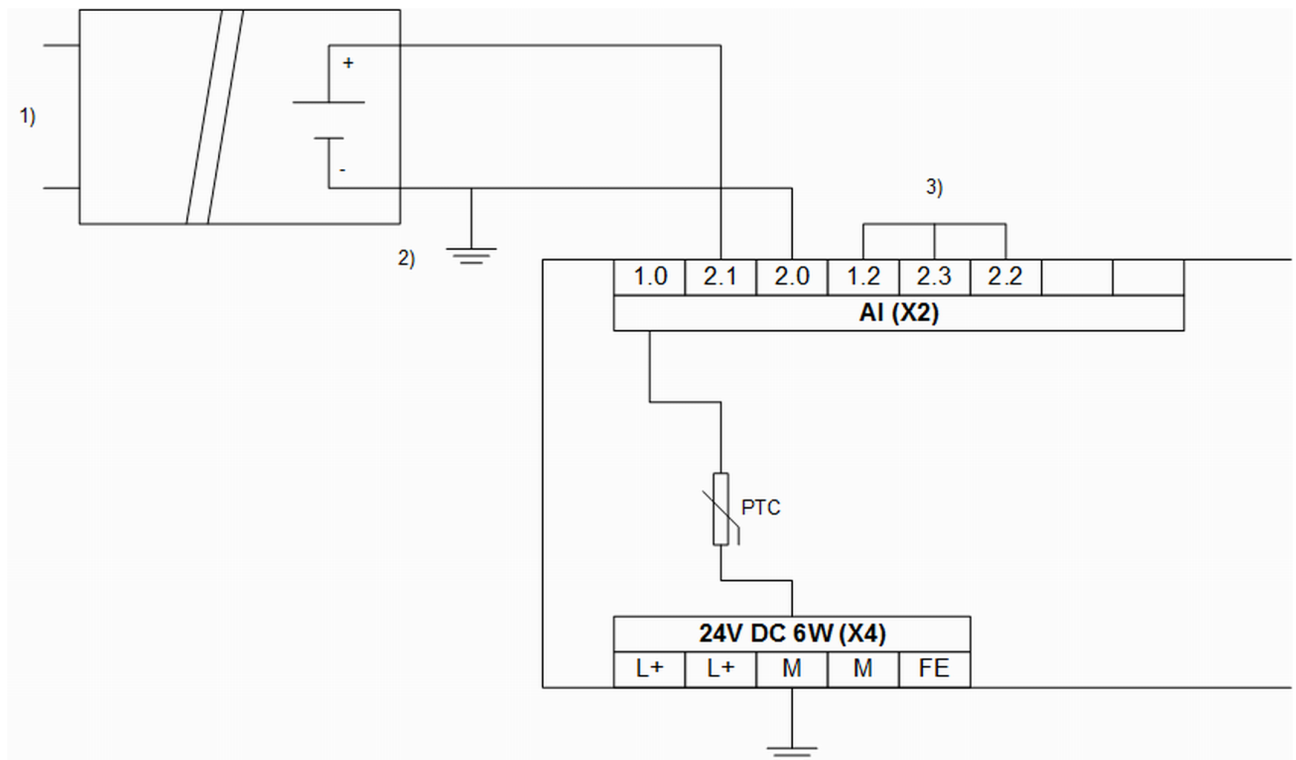 +
1)
-
3)
2)
1.0 2.1 2.0 1.2 2.3 2.2
AI (X2)
PTC
24V DC 6W (X4)
L+ L+ M M FE